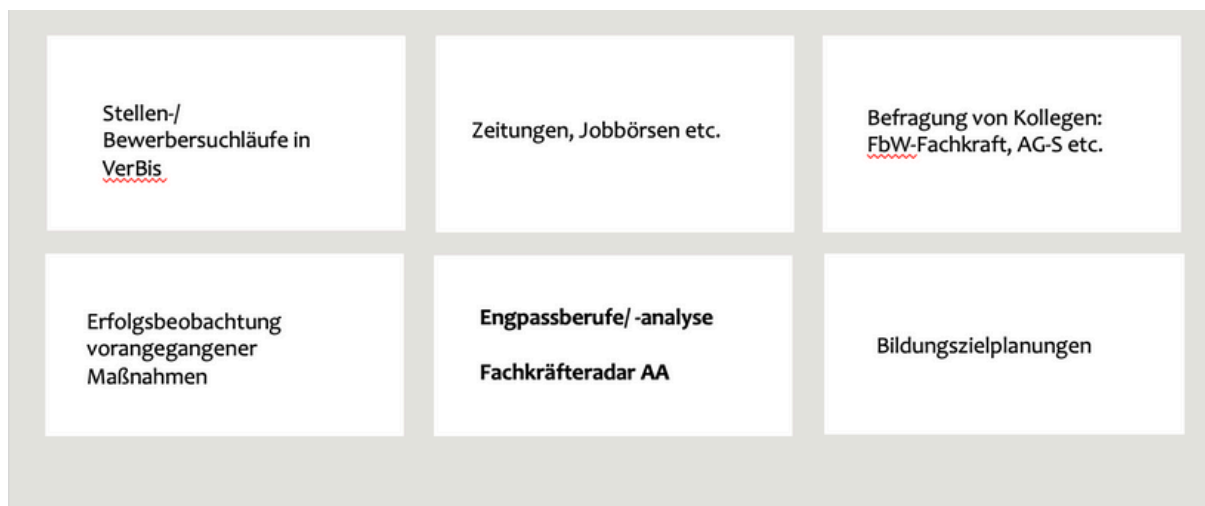 Stellen-/
Bewerbersuchläufe in
VerBis
Zeitungen, Jobbörsen etc.
Befragung von Kollegen:
FbW-Fachkraft, AG-S etc.
Erfolgsbeobachtung
vorangegangener
Maßnahmen
Engpassberufe/ -analyse
Fachkräfteradar AA
Bildungszielplanungen